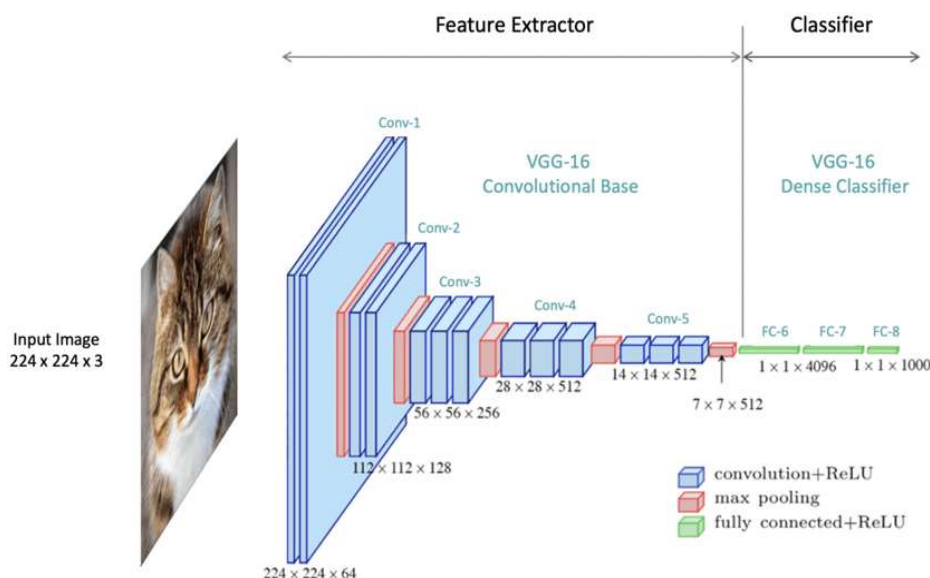 Feature Extractor
Classifier
Conv-1
VGG-16
Convolutional Base
VGG-16
Dense Classifier
Conv-2
Conv-3
Conv-4
Conv-5
FC-6
FC-7
FC-8
Input Image
224 x 224 x 3
1 × 1 × 4096
1 × 1 × 1000
14 × 14 × 512
28 × 28 × 512
7 × 7 × 512
56 × 56 × 256
112 × 112 × 128
convolution+ReLU
max pooling
fully connected+ReLU
224 × 224 × 64